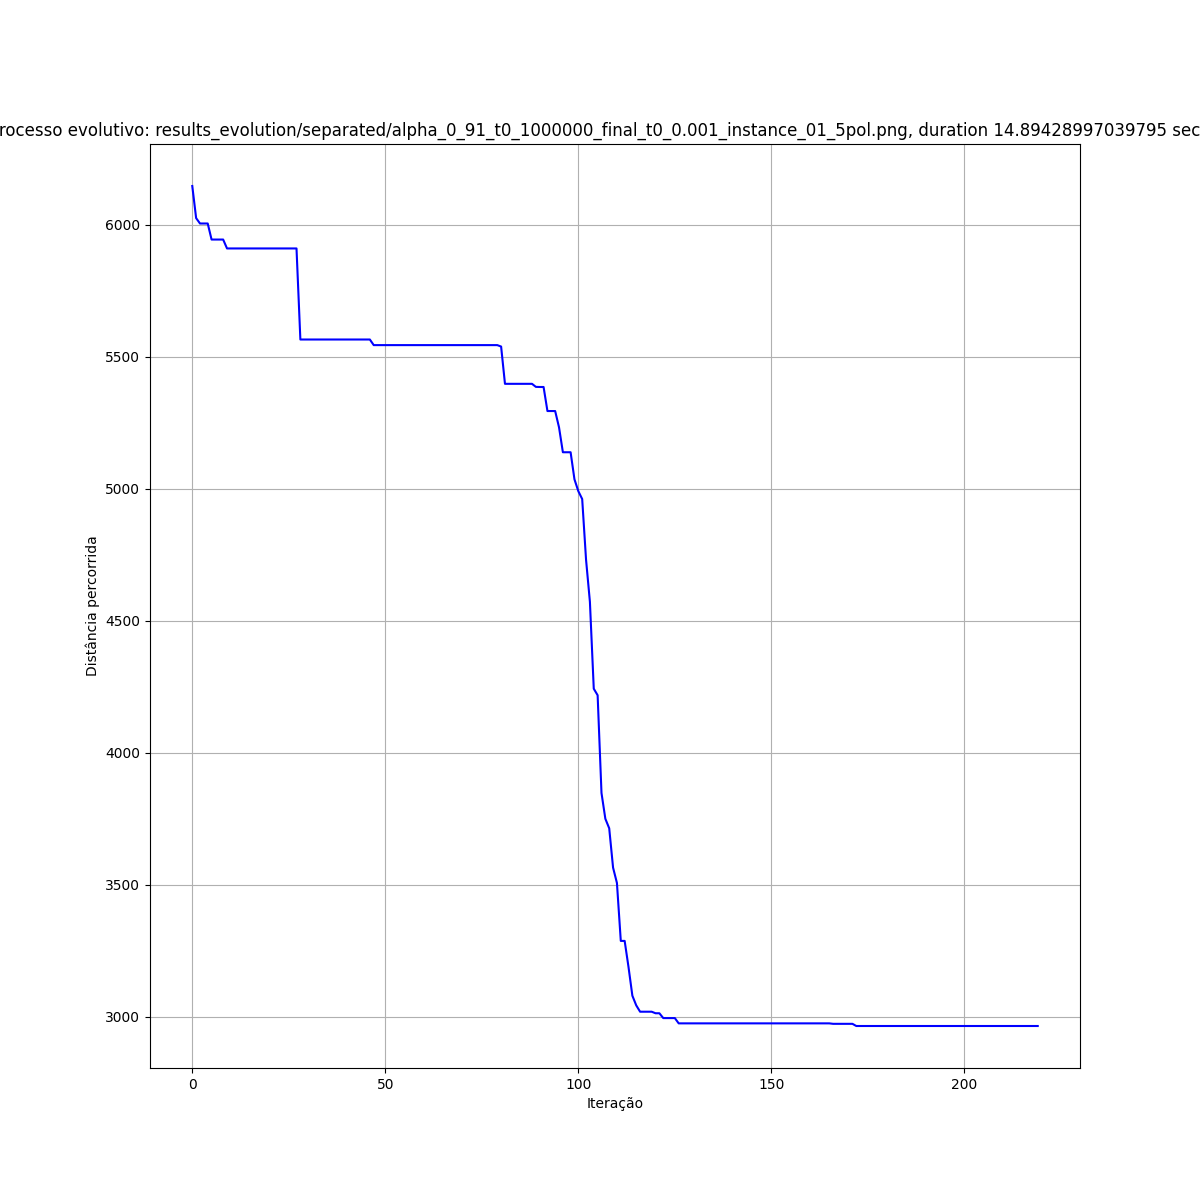 rocesso evolutivo: results_evolution/separated/alpha_0_91_t0_1000000_final_t0_0.001_instance_01_5pol.png, duration 14.89428997039795 sec
6000
5500
5000
4500
4000
3500
3000
Distância percorrida
0 50 100 150 200
Iteração